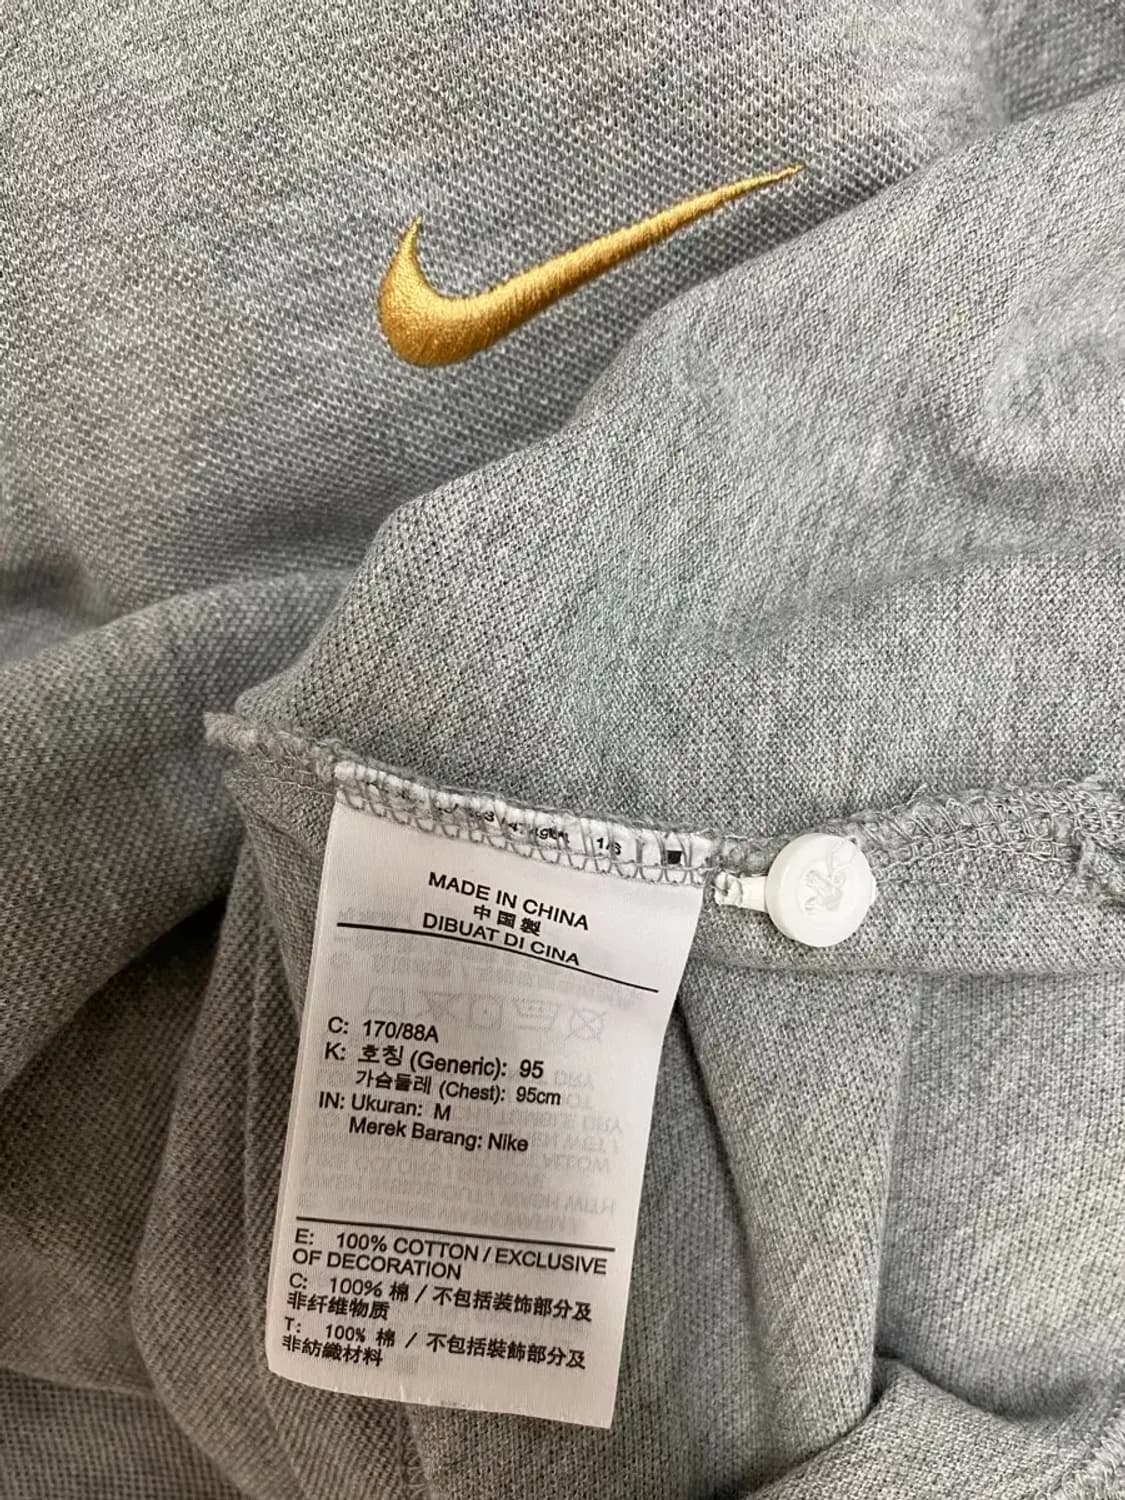 1/6
MADE IN CHINA
中国製
DIBUAT DI CINA
C: 170/88A
K: 호칭 (Generic): 95
가슴둘레 (Chest): 95cm
IN: Ukuran: M
Merek Barang: Nike
E: 100% COTTON / EXCLUSIVE
OF DECORATION
C: 100% 棉 / 不包括装饰部分及
非纤维物质
T: 100% 棉 / 不包括裝飾部分及
非紡織材料